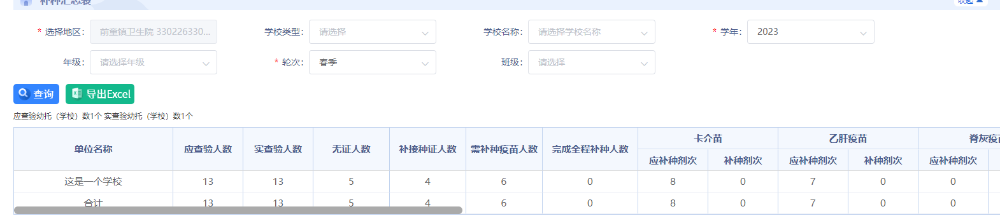 补种汇总表 收起
* 选择地区： 前童镇卫生院 330226330... 学校类型： 请选择 学校名称： 请选择学校名称 * 学年： 2023
年级： 请选择年级 * 轮次： 春季 班级： 请选择
查询 导出Excel
应查验幼托（学校）数1个 实查验幼托（学校）数1个
单位名称 应查验人数 实查验人数 无证人数 补接种证人数 需补种疫苗人数 完成全程补种人数 卡介苗 乙肝疫苗 脊灰疫苗
应补种剂次 补种剂次 应补种剂次 补种剂次 应补种剂次
这是一个学校 13 13 5 4 6 0 8 0 7 0 0
合计 13 13 5 4 6 0 8 0 7 0 0